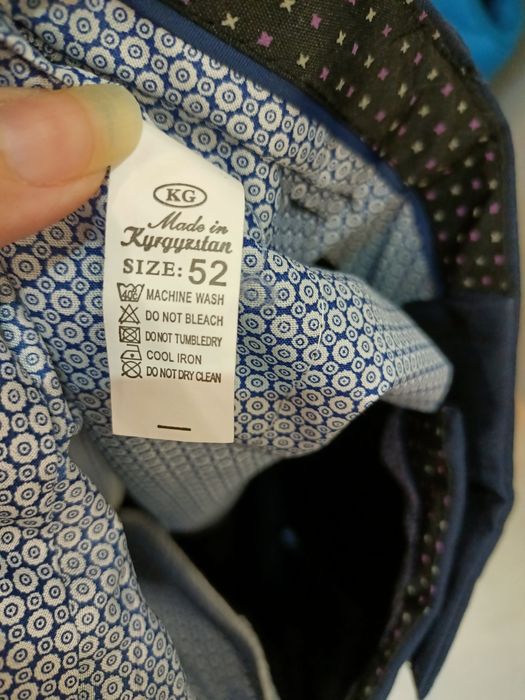 KG
Made in
Kyrgyzstan
SIZE: 52
MACHINE WASH
DO NOT BLEACH
DO NOT TUMBLEDRY
COOL IRON
DO NOT DRY CLEAN